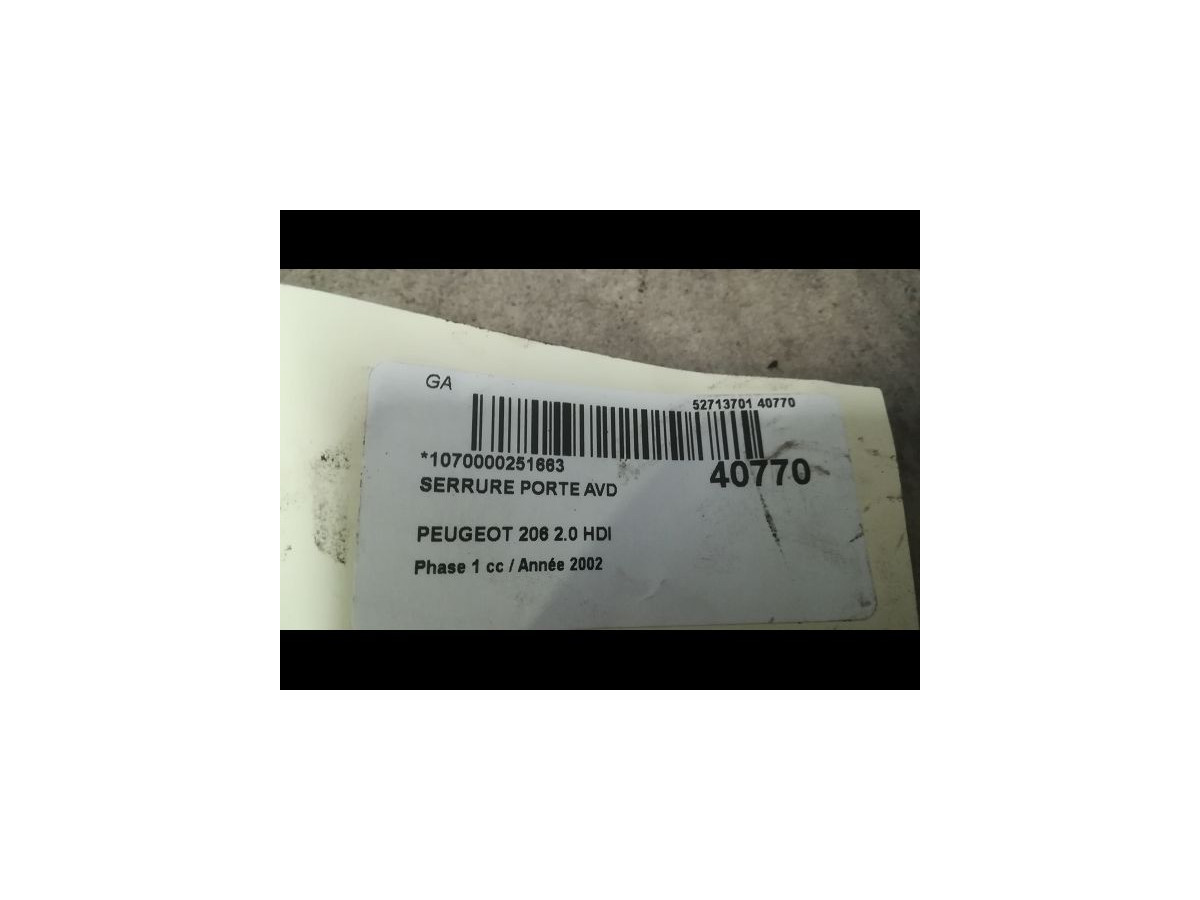 GA
52713701 40770
*1070000251663
40770
SERRURE PORTE AVD
PEUGEOT 206 2.0 HDI
Phase 1 cc / Année 2002